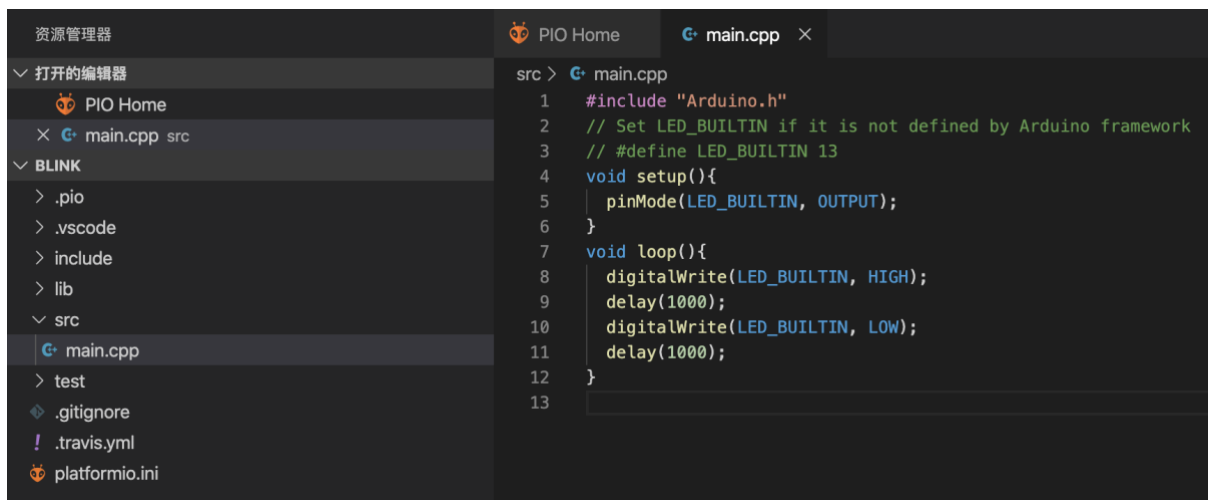 资源管理器
打开的编辑器
PIO Home
main.cpp src
BLINK
.pio
.vscode
include
lib
src
main.cpp
test
.gitignore
.travis.yml
platformio.ini
PIO Home
main.cpp
src > main.cpp
1 #include "Arduino.h"
2 // Set LED_BUILTIN if it is not defined by Arduino framework
3 // #define LED_BUILTIN 13
4 void setup(){
5 pinMode(LED_BUILTIN, OUTPUT);
6 }
7 void loop(){
8 digitalWrite(LED_BUILTIN, HIGH);
9 delay(1000);
10 digitalWrite(LED_BUILTIN, LOW);
11 delay(1000);
12 }
13